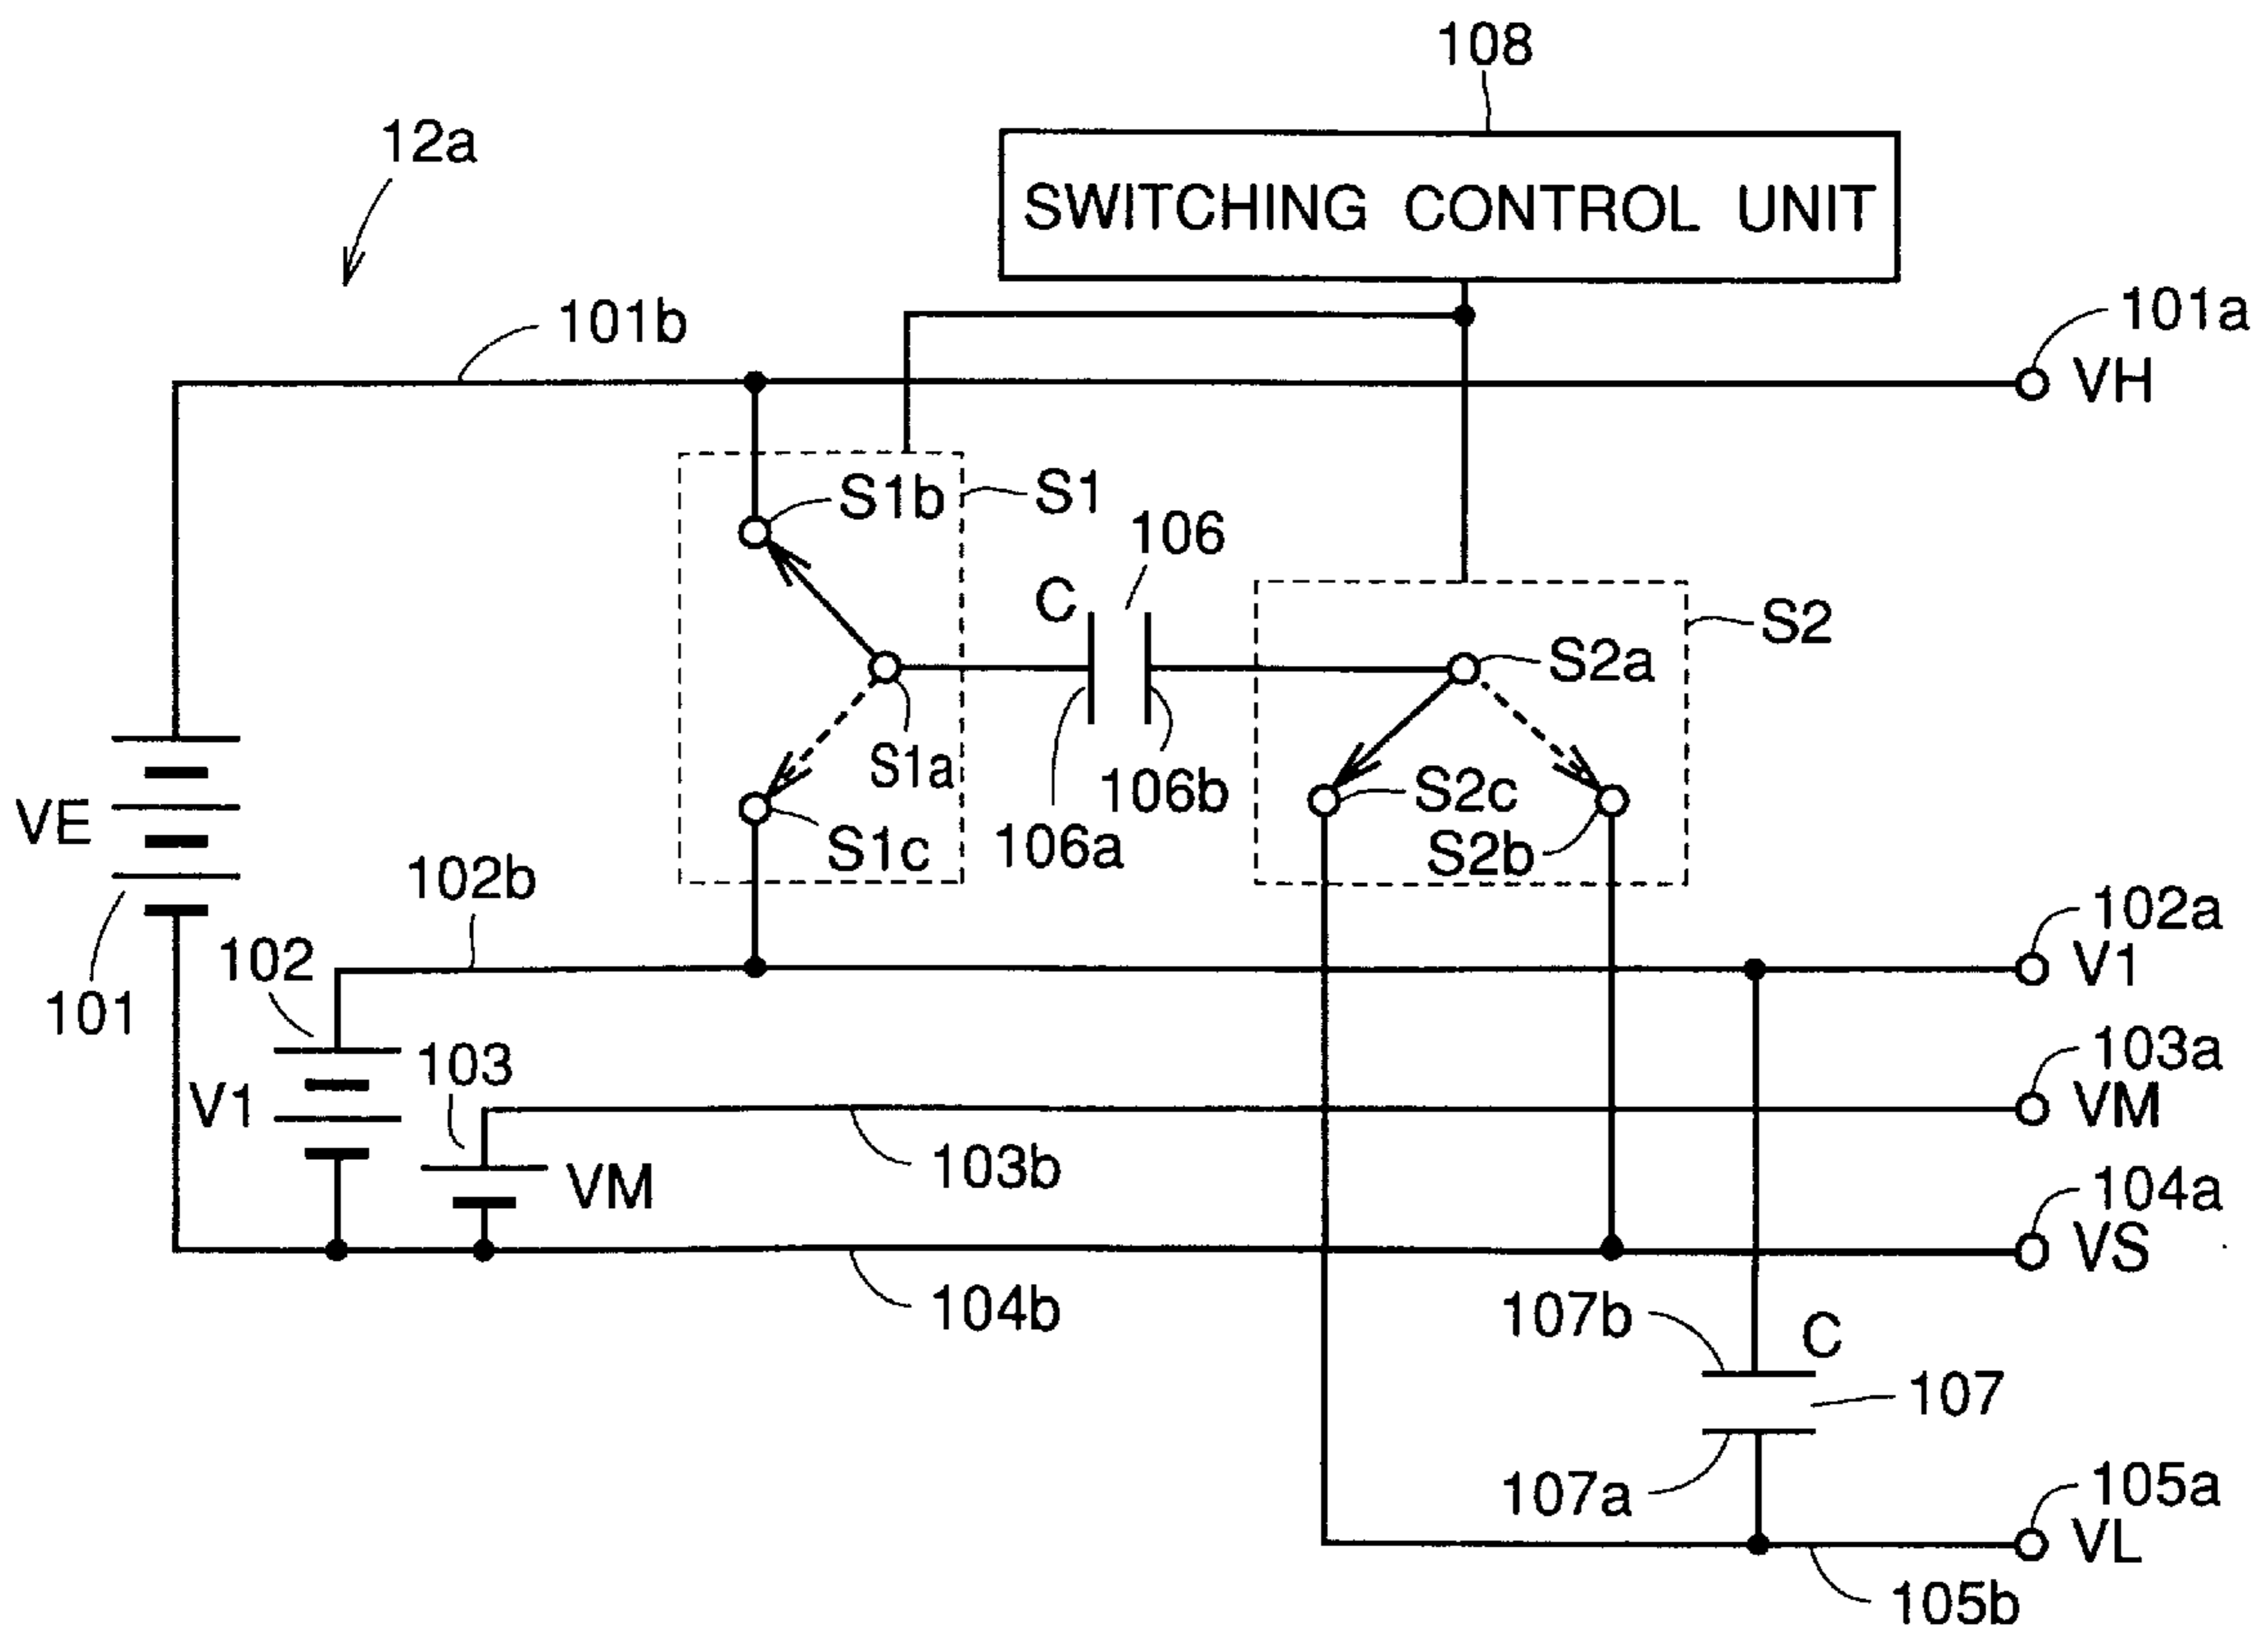 108
12a
SWITCHING CONTROL UNIT
101b
101a
VH
S1b
S1
106
C
S2
S2a
S1a
106b
S2c
VE
S1c
106a
S2b
102b
102a
102
V1
101
103
103a
V1
VM
103b
VM
104a
VS
104b
107b
C
107
107a
105a
VL
105b